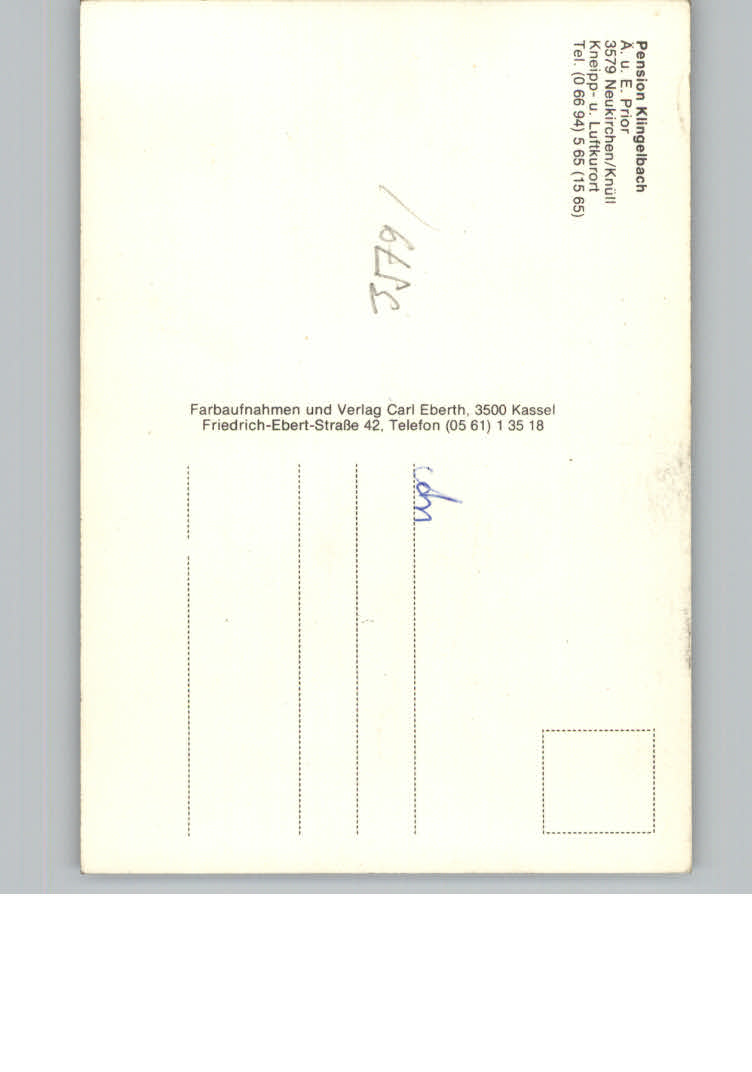 Pension Klingelbach
Ä. u. E. Prior
3579 Neukirchen/Knüll
Kneipp- u. Luftkurort
Tel. (0 66 94) 5 65 (15 65)
3579
Farbaufnahmen und Verlag Carl Eberth, 3500 Kassel
Friedrich-Ebert-Straße 42, Telefon (05 61) 1 35 18